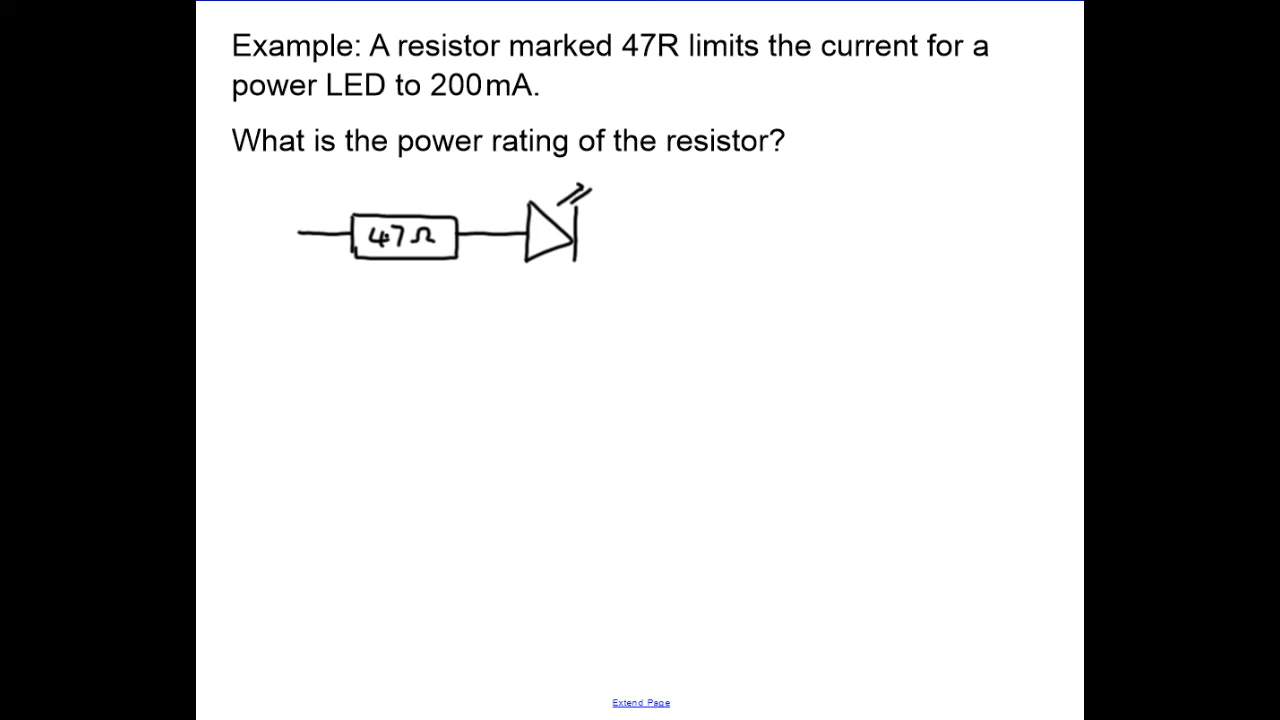 Example: A resistor marked 47R limits the current for a
power LED to 200mA.
What is the power rating of the resistor?
47Ω
Extend Page